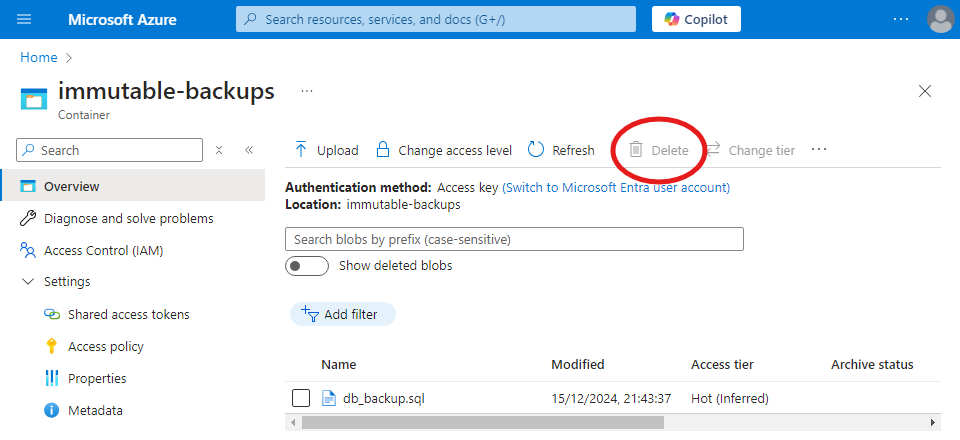 Microsoft Azure
Search resources, services, and docs (G+/)
Copilot
Home
immutable-backups
Container
Search
Upload
Change access level
Refresh
Delete
Change tier
Overview
Diagnose and solve problems
Access Control (IAM)
Settings
Shared access tokens
Access policy
Properties
Metadata
Authentication method: Access key (Switch to Microsoft Entra user account)
Location: immutable-backups
Search blobs by prefix (case-sensitive)
Show deleted blobs
Add filter
Name Modified Access tier Archive status
db_backup.sql 15/12/2024, 21:43:37 Hot (Inferred)